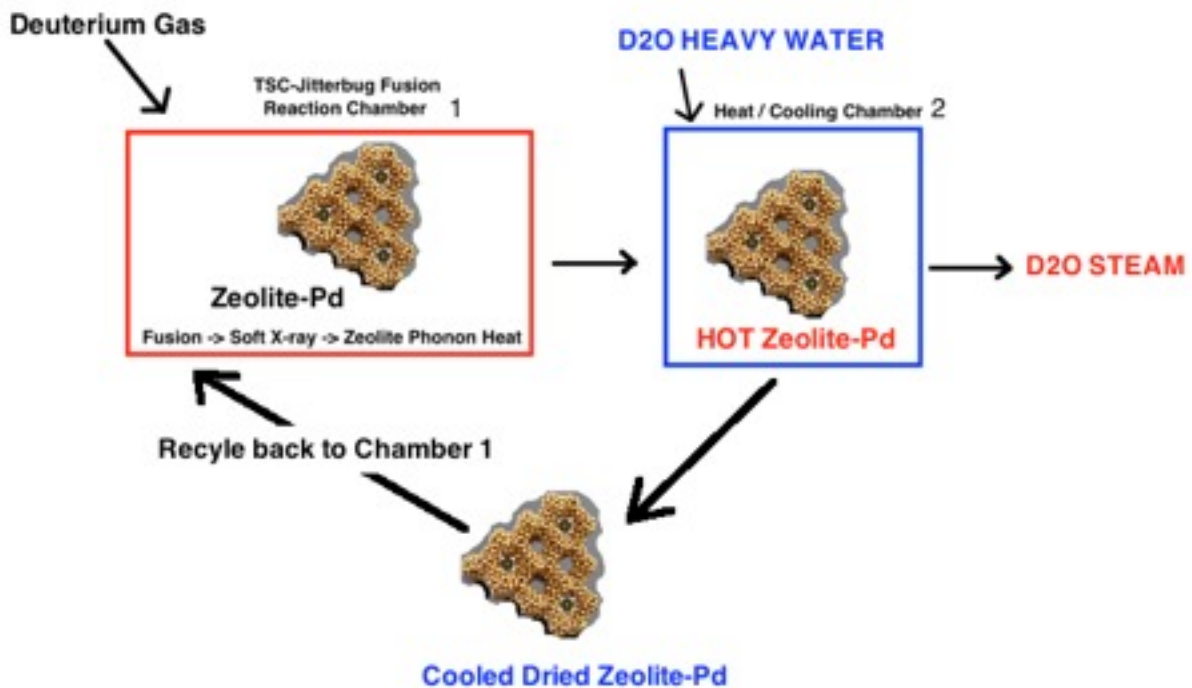 Deuterium Gas
D2O HEAVY WATER
TSC-Jitterbug Fusion
Reaction Chamber 1
Heat / Cooling Chamber 2
Zeolite-Pd
Fusion -> Soft X-ray -> Zeolite Phonon Heat
HOT Zeolite-Pd
D2O STEAM
Recyle back to Chamber 1
Cooled Dried Zeolite-Pd